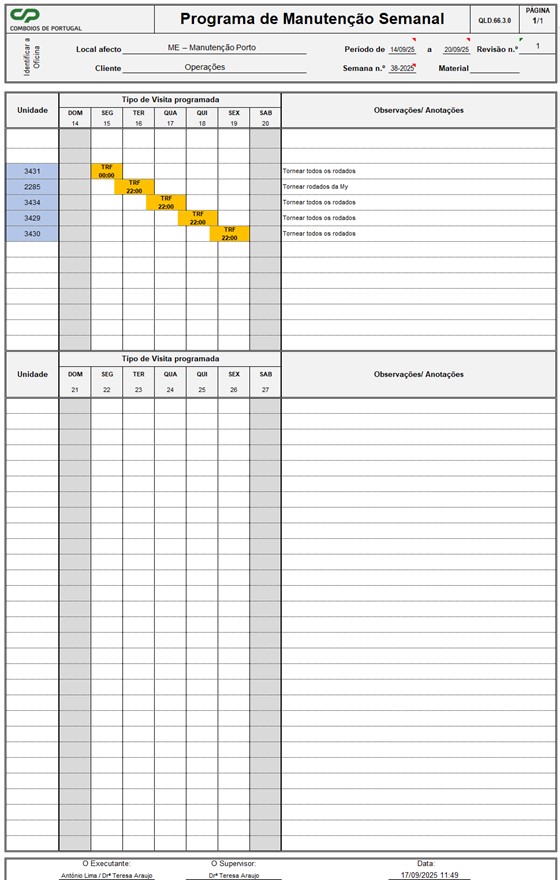 CP
COMBOIOS DE PORTUGAL
Programa de Manutenção Semanal
QLD.66.3.0
PÁGINA
1/1
Identificar a
Oficina
Local afecto ME – Manutenção Porto
Período de 14/09/25 a 20/09/25 Revisão n.º 1
Cliente Operações
Semana n.º 38-2025 Material
Unidade
Tipo de Visita programada
Observações/ Anotações
DOM SEG TER QUA QUI SEX SAB
14 15 16 17 18 19 20
3431 TRF 00:00 Tornear todos os rodados
2285 TRF 22:00 Tornear rodados da My
3434 TRF 22:00 Tornear todos os rodados
3429 TRF 22:00 Tornear todos os rodados
3430 TRF 22:00 Tornear todos os rodados
Unidade
Tipo de Visita programada
Observações/ Anotações
DOM SEG TER QUA QUI SEX SAB
21 22 23 24 25 26 27
O Executante: O Supervisor: Data:
António Lima / Drª Teresa Araujo Drª Teresa Araujo 17/09/2025 11:49